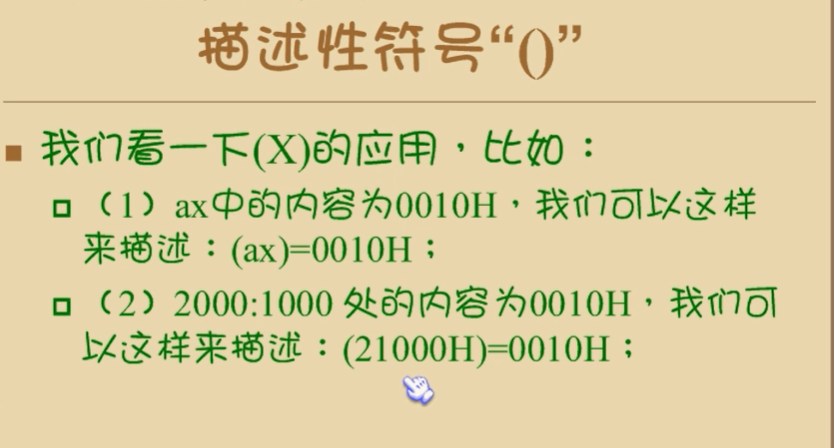 描述性符号“()”
我们看一下(X)的应用，比如：
（1）ax中的内容为0010H，我们可以这样
来描述：(ax)=0010H；
（2）2000:1000 处的内容为0010H，我们可
以这样来描述：(21000H)=0010H；